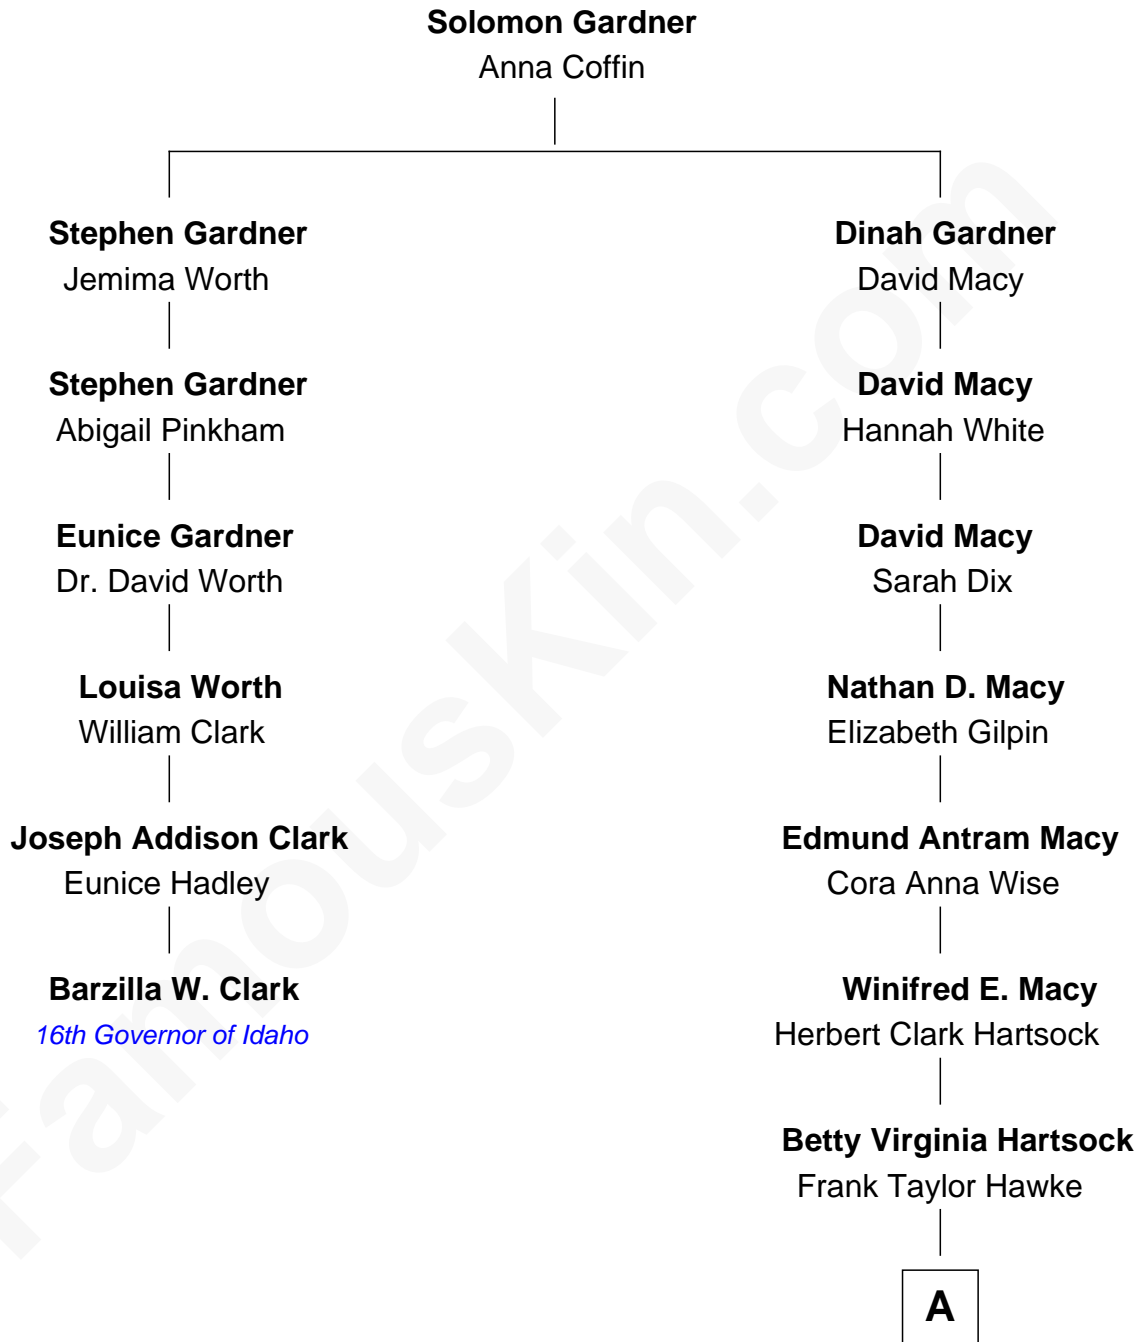 Solomon Gardner
Anna Coffin
Stephen Gardner
Jemima Worth
Dinah Gardner
David Macy
Stephen Gardner
Abigail Pinkham
David Macy
Hannah White
Eunice Gardner
Dr. David Worth
David Macy
Sarah Dix
Louisa Worth
William Clark
Nathan D. Macy
Elizabeth Gilpin
Joseph Addison Clark
Eunice Hadley
Edmund Antram Macy
Cora Anna Wise
Barzilla W. Clark
16th Governor of Idaho
Winifred E. Macy
Herbert Clark Hartsock
Betty Virginia Hartsock
Frank Taylor Hawke
A
FamousKin.com